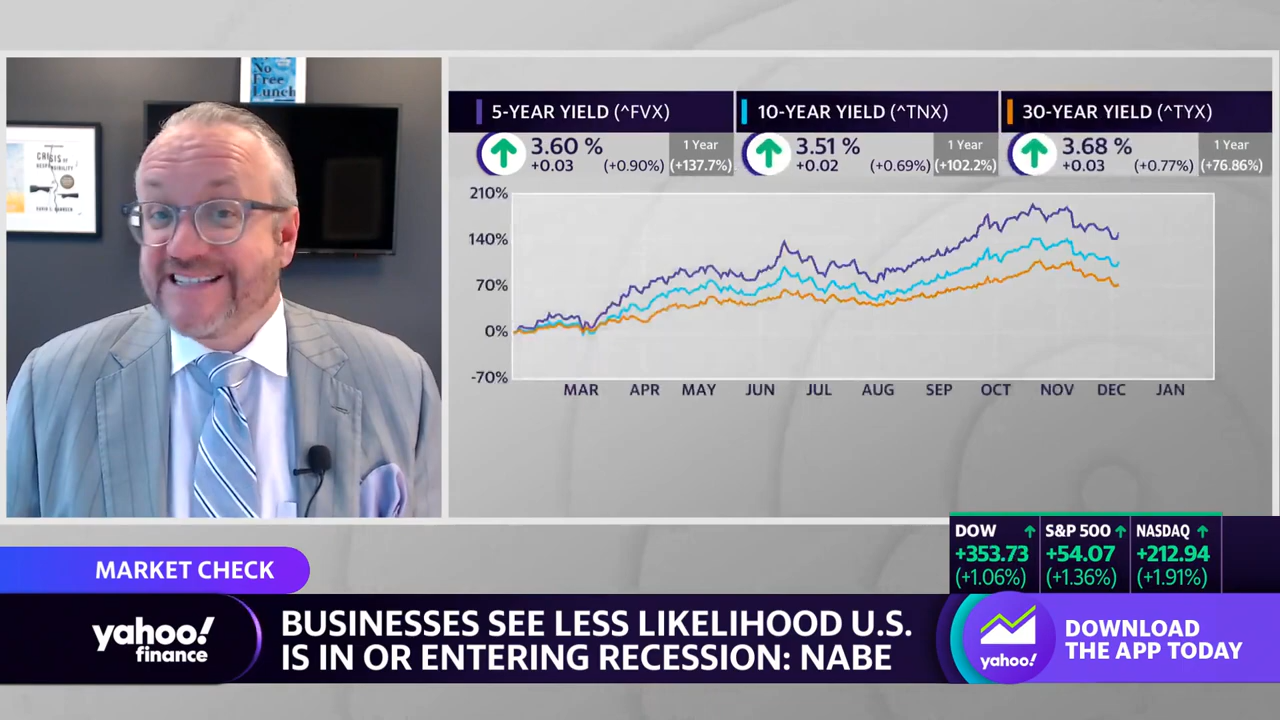 No
Free
Lunch
CRISIS OF
RESPONSIBILITY
DAVID L. BAHNSEN
5-YEAR YIELD (^FVX)
3.60 %
+0.03 (+0.90%)
1 Year
(+137.7%)
10-YEAR YIELD (^TNX)
3.51 %
+0.02 (+0.69%)
1 Year
(+102.2%)
30-YEAR YIELD (^TYX)
3.68 %
+0.03 (+0.77%)
1 Year
(+76.86%)
210%
140%
70%
0%
-70%
MAR APR MAY JUN JUL AUG SEP OCT NOV DEC JAN
DOW S&P 500 NASDAQ
+353.73 +54.07 +212.94
(+1.06%) (+1.36%) (+1.91%)
MARKET CHECK
yahoo!
finance
BUSINESSES SEE LESS LIKELIHOOD U.S.
IS IN OR ENTERING RECESSION: NABE
yahoo!
DOWNLOAD
THE APP TODAY